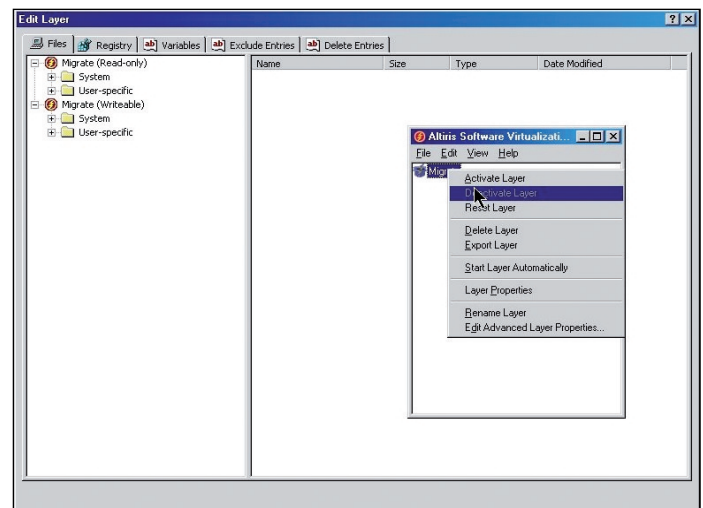 Edit Layer
Files Registry Variables Exclude Entries Delete Entries
Migrate (Read-only)
System
User-specific
Migrate (Writeable)
System
User-specific
Name Size Type Date Modified
Altiris Software Virtualizati...
File Edit View Help
Activate Layer
Deactivate Layer
Reset Layer
Delete Layer
Export Layer
Start Layer Automatically
Layer Properties
Rename Layer
Edit Advanced Layer Properties...